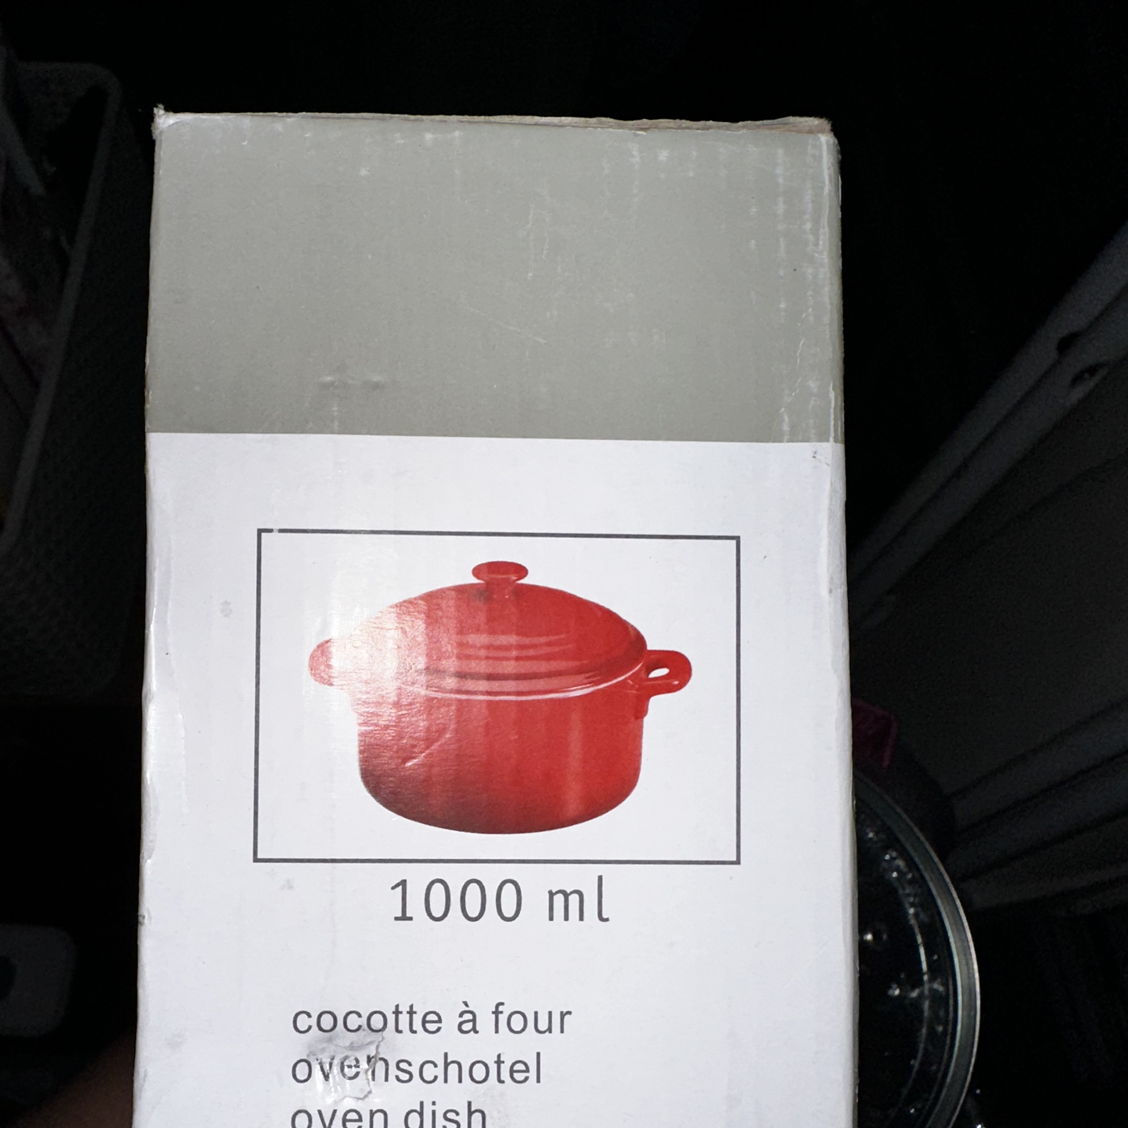 1000 ml
cocotte à four
ovenschotel
oven dish